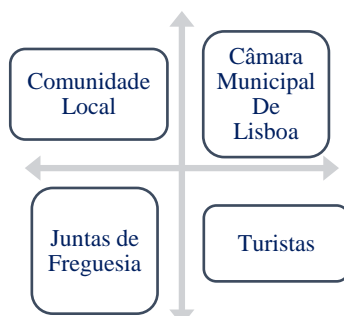 Comunidade
Local
Câmara
Municipal
De
Lisboa
Juntas de
Freguesia
Turistas